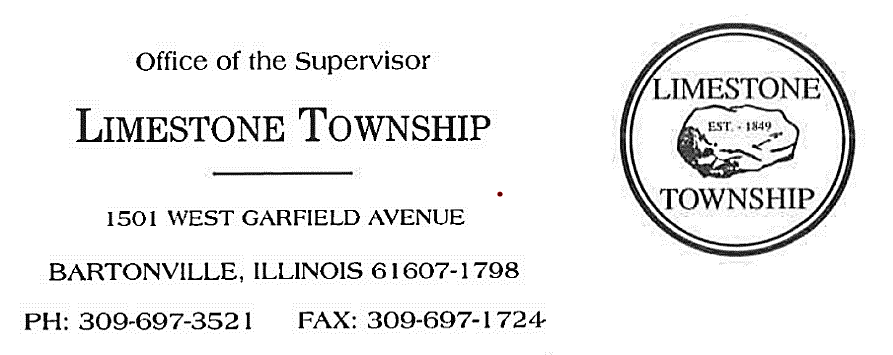 Office of the Supervisor
LIMESTONE TOWNSHIP
1501 WEST GARFIELD AVENUE
BARTONVILLE, ILLINOIS 61607-1798
PH: 309-697-3521 FAX: 309-697-1724
LIMESTONE
EST. - 1849
TOWNSHIP